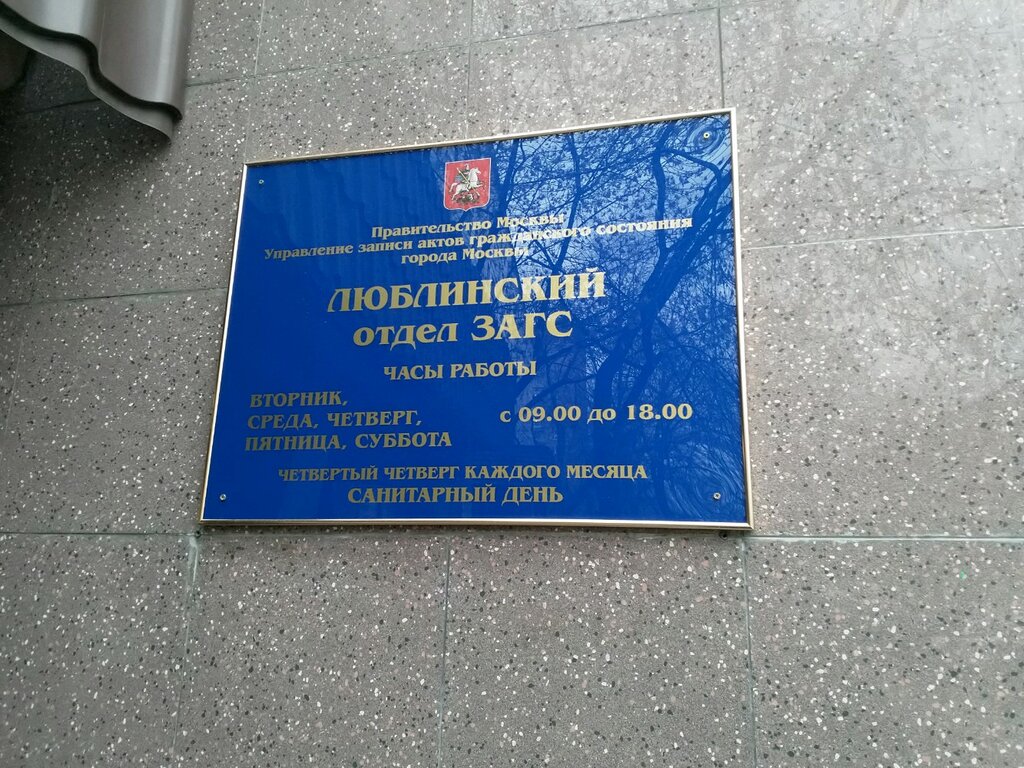 Правительство Москвы
Управление записи актов гражданского состояния
города Москвы
ЛЮБЛИНСКИЙ
отдел ЗАГС
ЧАСЫ РАБОТЫ
ВТОРНИК,
СРЕДА, ЧЕТВЕРГ,
ПЯТНИЦА, СУББОТА
с 09.00 до 18.00
ЧЕТВЕРТЫЙ ЧЕТВЕРГ КАЖДОГО МЕСЯЦА
САНИТАРНЫЙ ДЕНЬ